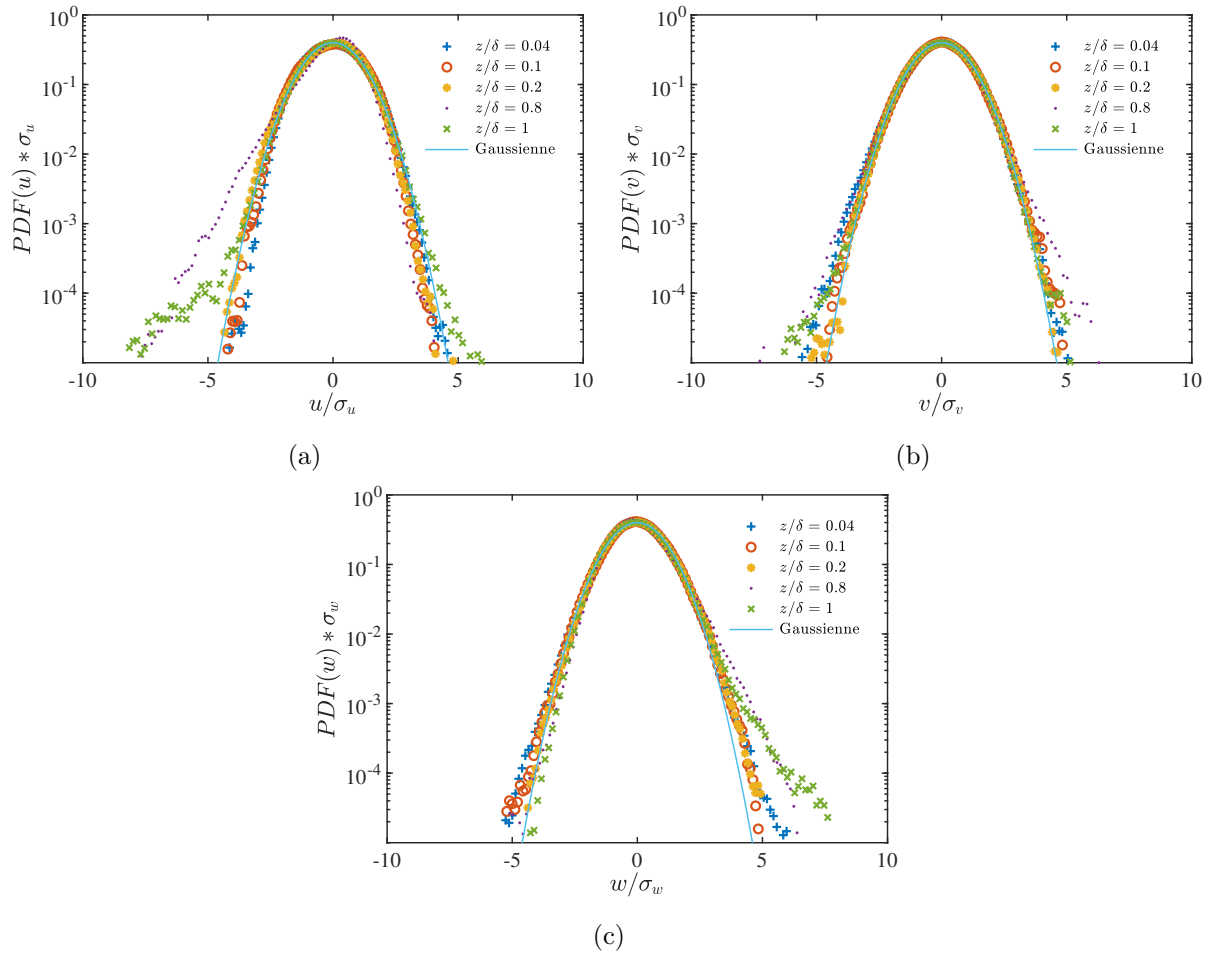 10^0
10^-1
10^-2
10^-3
10^-4
PDF(u) * σ_u
-10 -5 0 5 10
u/σ_u
z/δ = 0.04
z/δ = 0.1
z/δ = 0.2
z/δ = 0.8
z/δ = 1
Gaussienne
(a)
10^0
10^-1
10^-2
10^-3
10^-4
PDF(v) * σ_v
-10 -5 0 5 10
v/σ_v
z/δ = 0.04
z/δ = 0.1
z/δ = 0.2
z/δ = 0.8
z/δ = 1
Gaussienne
(b)
10^0
10^-1
10^-2
10^-3
10^-4
PDF(w) * σ_w
-10 -5 0 5 10
w/σ_w
z/δ = 0.04
z/δ = 0.1
z/δ = 0.2
z/δ = 0.8
z/δ = 1
Gaussienne
(c)